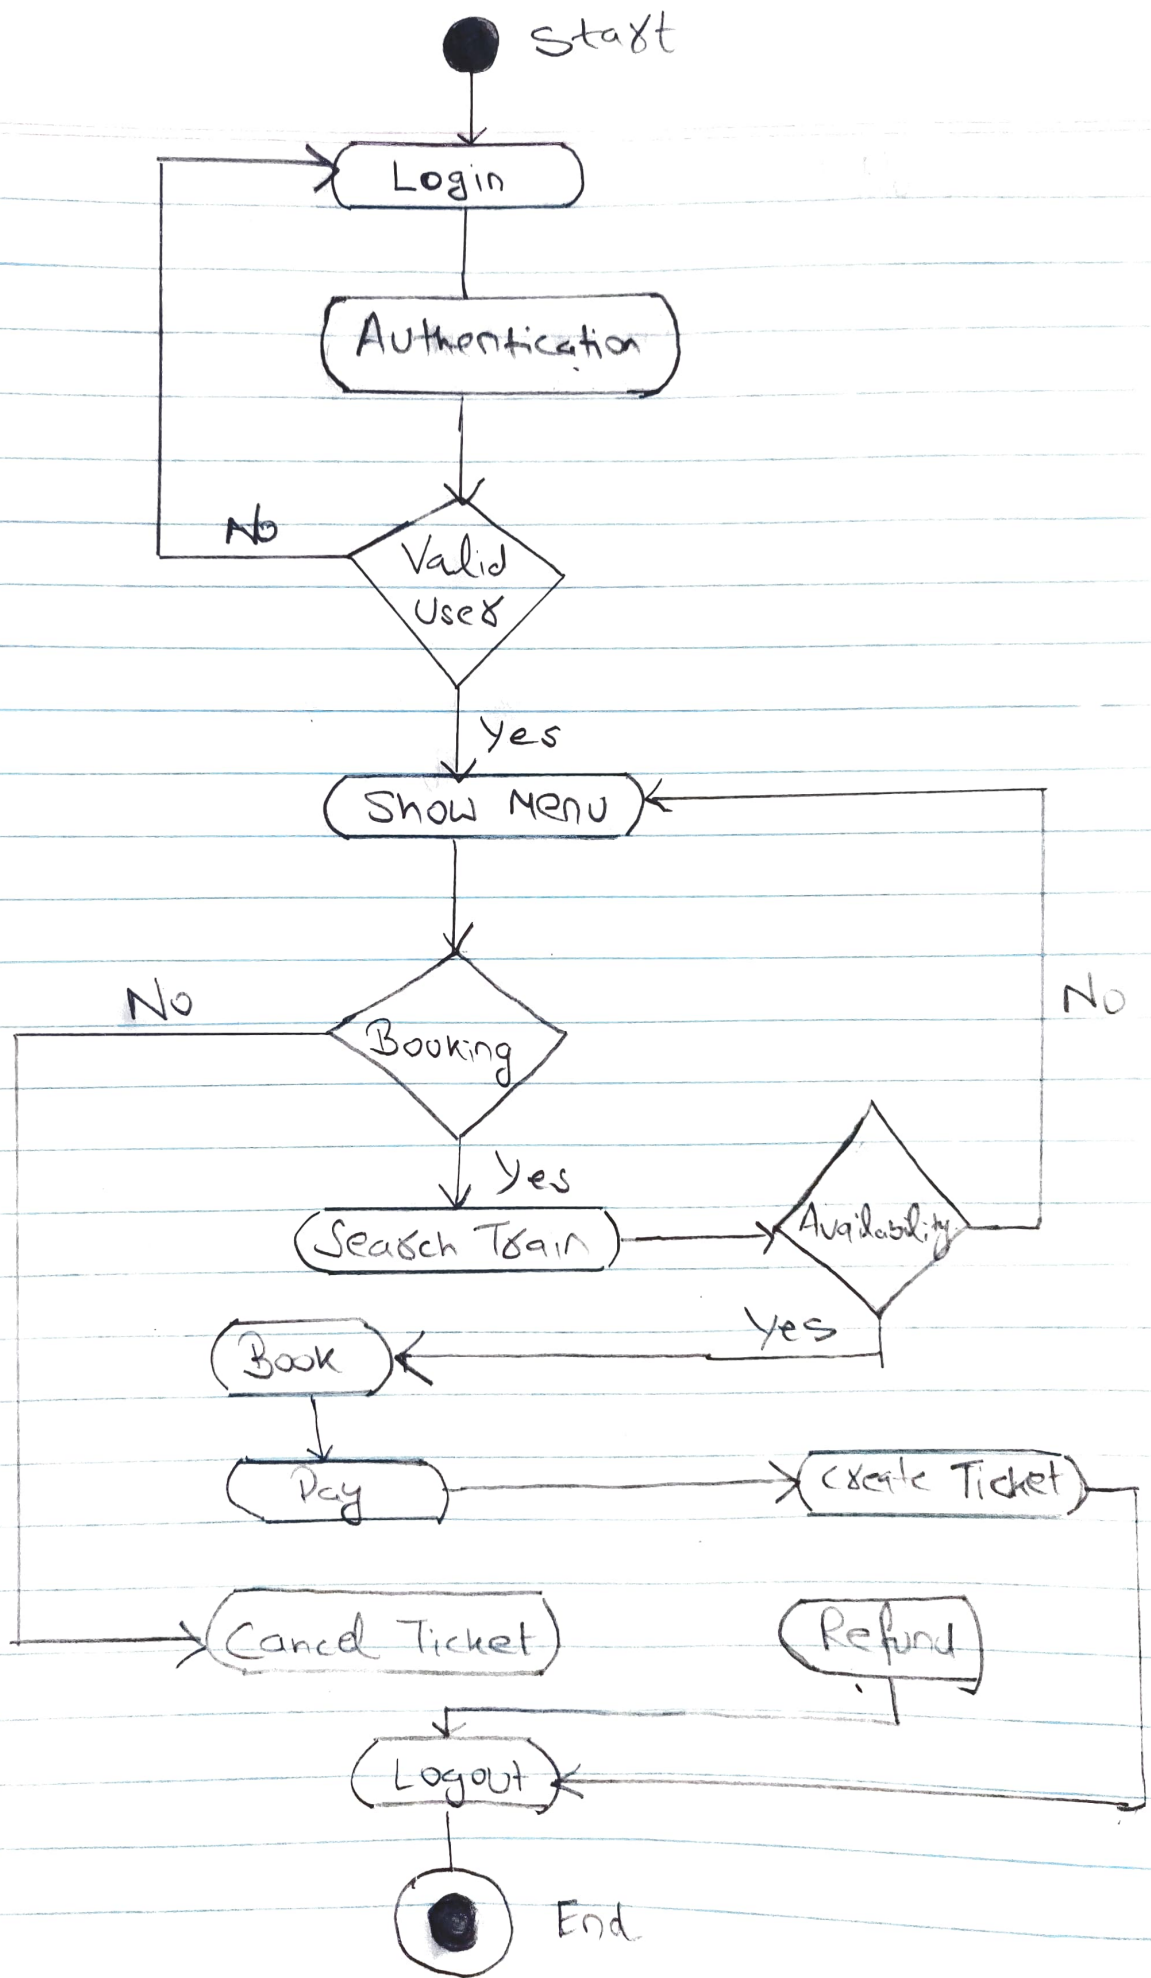 Start
Login
Authentication
No
Valid
User
Yes
Show Menu
No
Booking
No
Yes
Search Train
Availability
Yes
Book
Pay
Create Ticket
Cancel Ticket
Refund
Logout
End